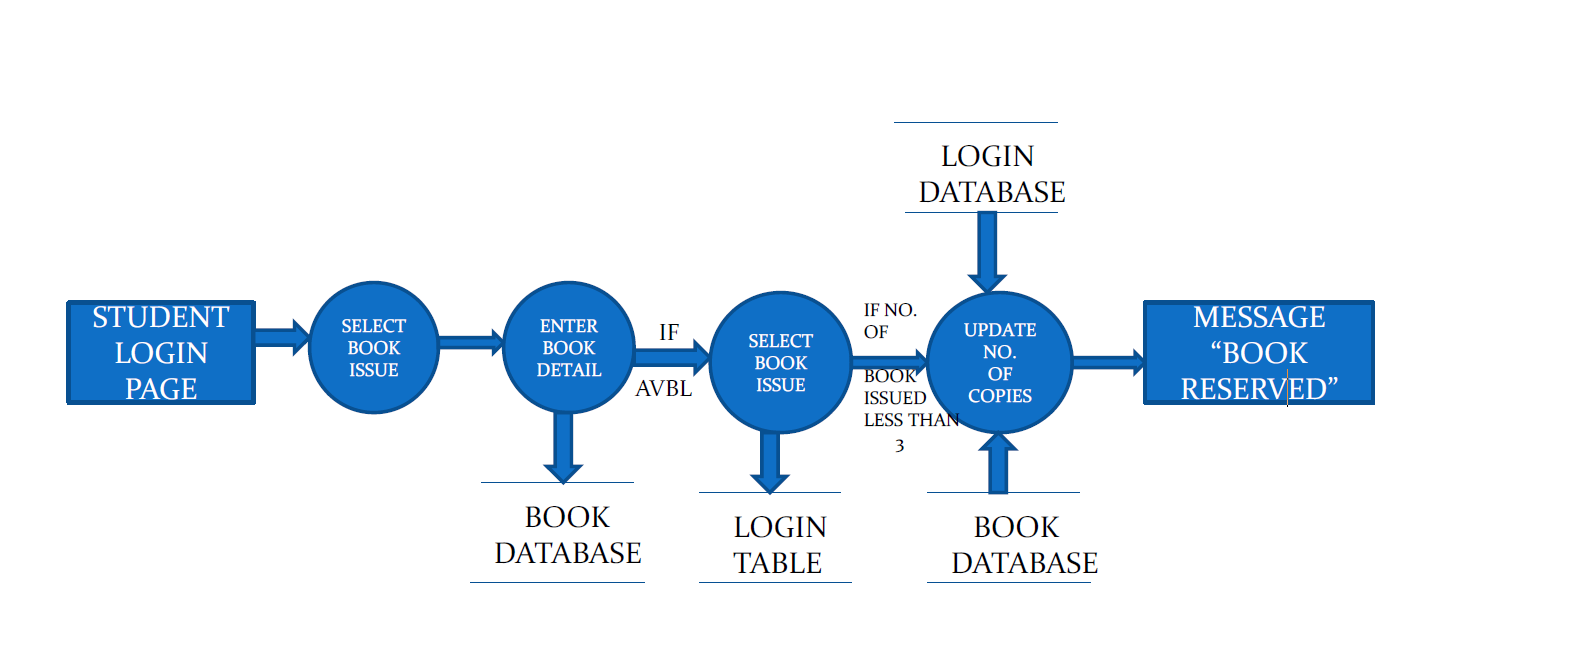 LOGIN
DATABASE
STUDENT
LOGIN
PAGE
SELECT
BOOK
ISSUE
ENTER
BOOK
DETAIL
IF
AVBL
SELECT
BOOK
ISSUE
IF NO.
OF
BOOK
ISSUED
LESS THAN
3
UPDATE
NO.
OF
COPIES
MESSAGE
“BOOK
RESERVED”
BOOK
DATABASE
LOGIN
TABLE
BOOK
DATABASE